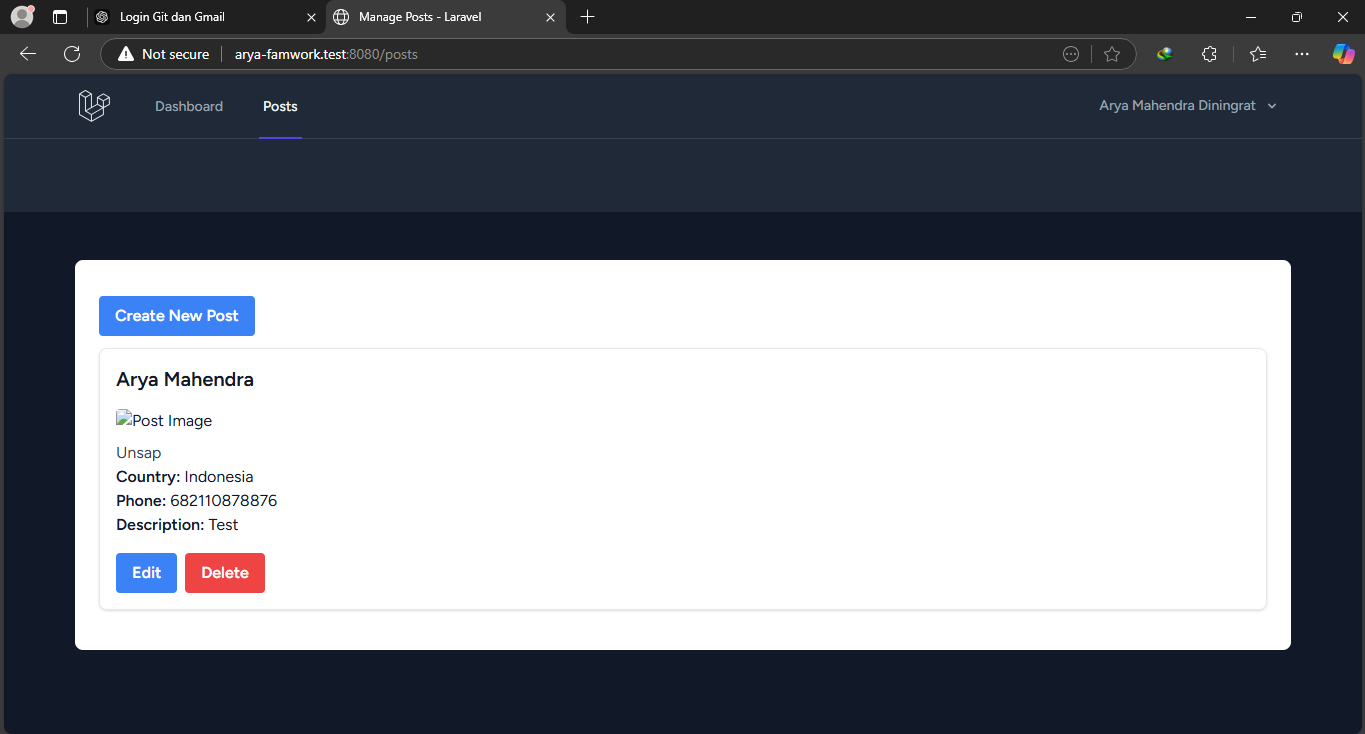 Login Git dan Gmail
Manage Posts - Laravel
Not secure
arya-famwork.test:8080/posts
Dashboard
Posts
Arya Mahendra Diningrat
Create New Post
Arya Mahendra
Post Image
Unsap
Country: Indonesia
Phone: 682110878876
Description: Test
Edit
Delete